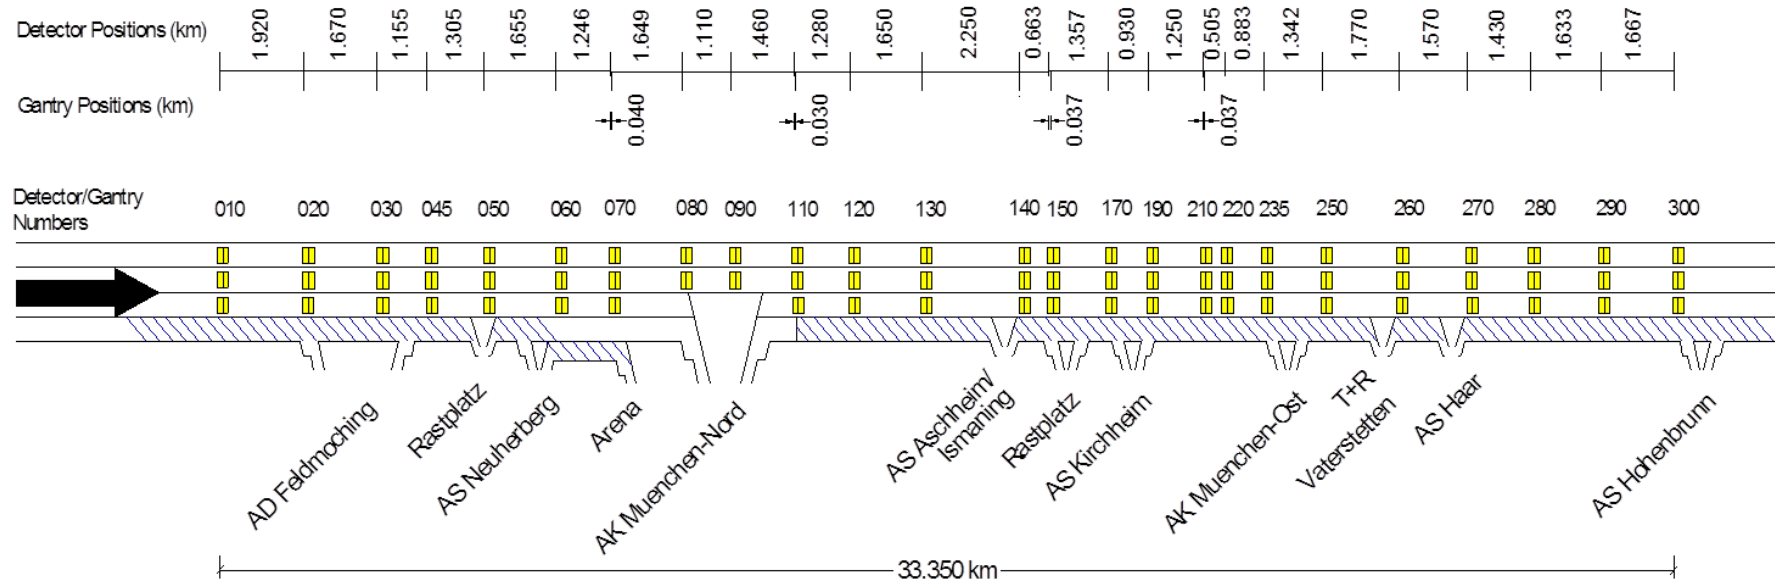 Detector Positions (km)
1.920 1.670 1.155 1.305 1.655 1.246 1.649 1.110 1.460 1.280 1.650 2.250 0.663 1.357 0.930 1.250 0.505 0.883 1.342 1.770 1.570 1.430 1.633 1.667
Gantry Positions (km)
0.040 0.030 0.037 0.037
Detector/Gantry
Numbers
010 020 030 045 050 060 070 080 090 110 120 130 140 150 170 190 210 220 235 250 260 270 280 290 300
AD Feldmoching
Rastplatz
AS Neuherberg
Arena
AK Muenchen-Nord
AS Aschheim/
Ismaning
Rastplatz
AS Kirchheim
AK Muenchen-Ost
T+R
Vaterstetten
AS Haar
AS Hohenbrunn
33.350 km